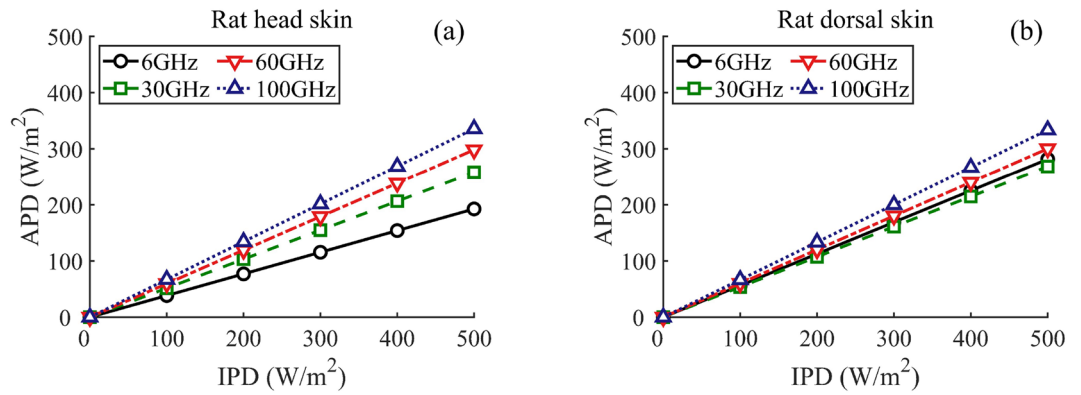 Rat head skin
(a)
500
400
300
200
100
0
APD (W/m²)
6GHz
60GHz
30GHz
100GHz
0 100 200 300 400 500
IPD (W/m²)
Rat dorsal skin
(b)
500
400
300
200
100
0
APD (W/m²)
6GHz
60GHz
30GHz
100GHz
0 100 200 300 400 500
IPD (W/m²)